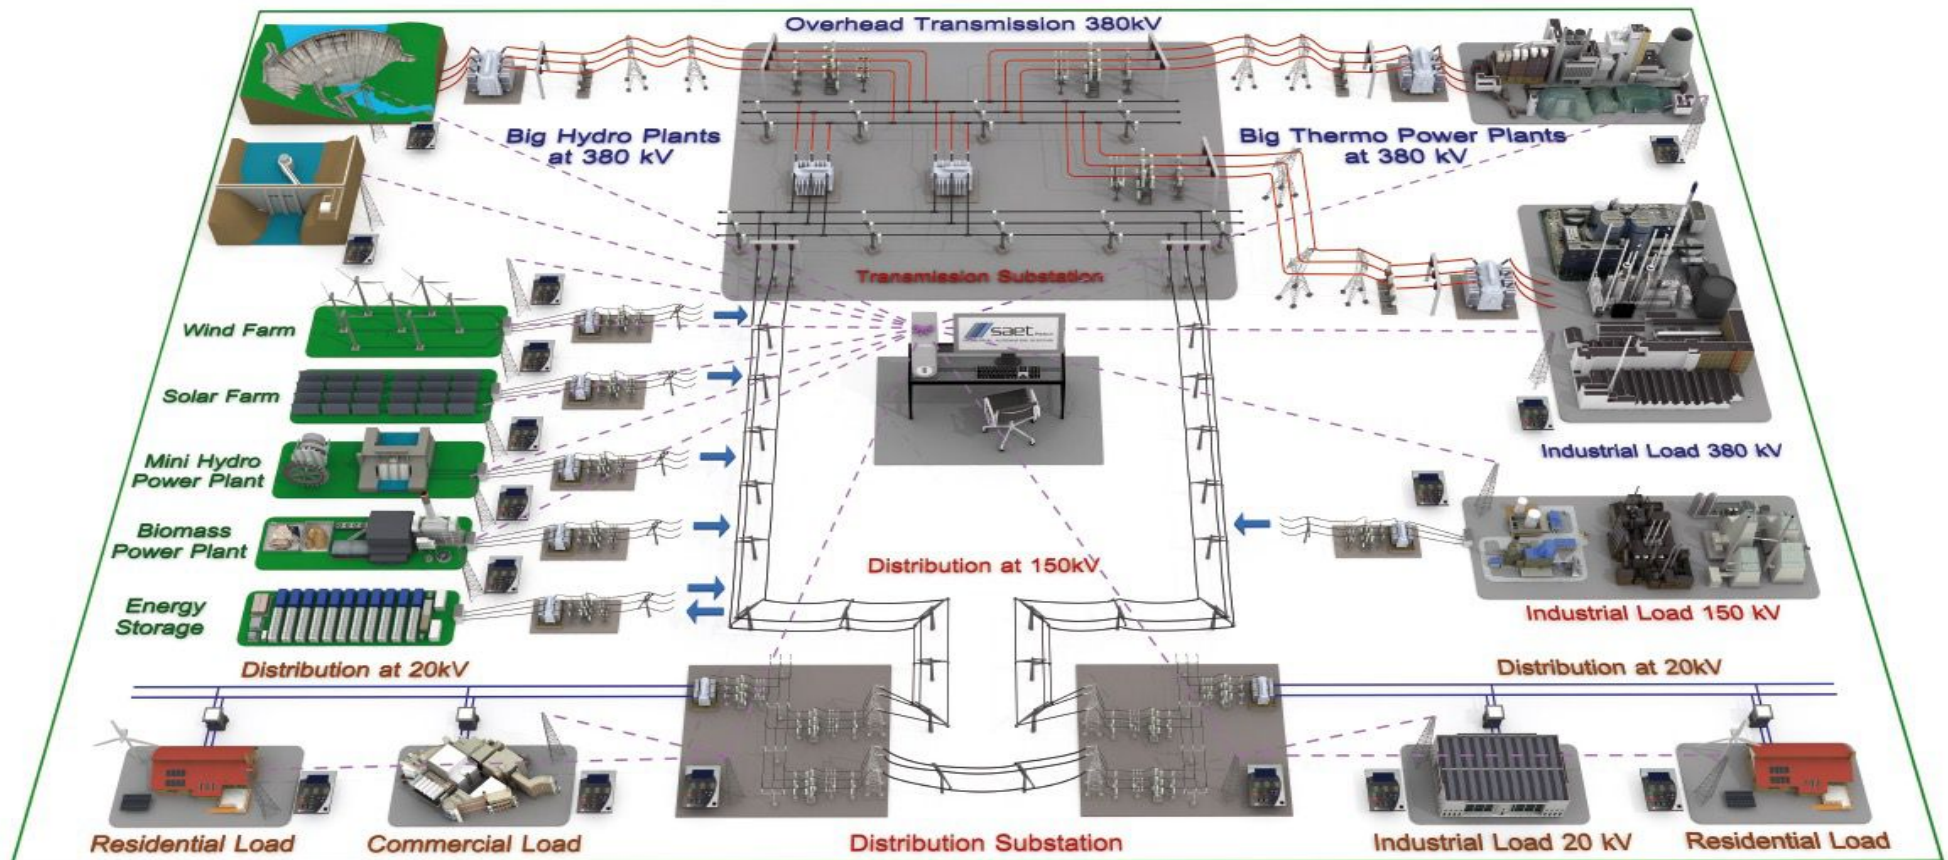 Overhead Transmission 380kV
Big Hydro Plants
at 380 kV
Big Thermo Power Plants
at 380 kV
Transmission Substation
Wind Farm
saet
Solar Farm
Mini Hydro
Power Plant
Industrial Load 380 kV
Biomass
Power Plant
Distribution at 150kV
Energy
Storage
Industrial Load 150 kV
Distribution at 20kV
Distribution at 20kV
Residential Load
Commercial Load
Distribution Substation
Industrial Load 20 kV
Residential Load